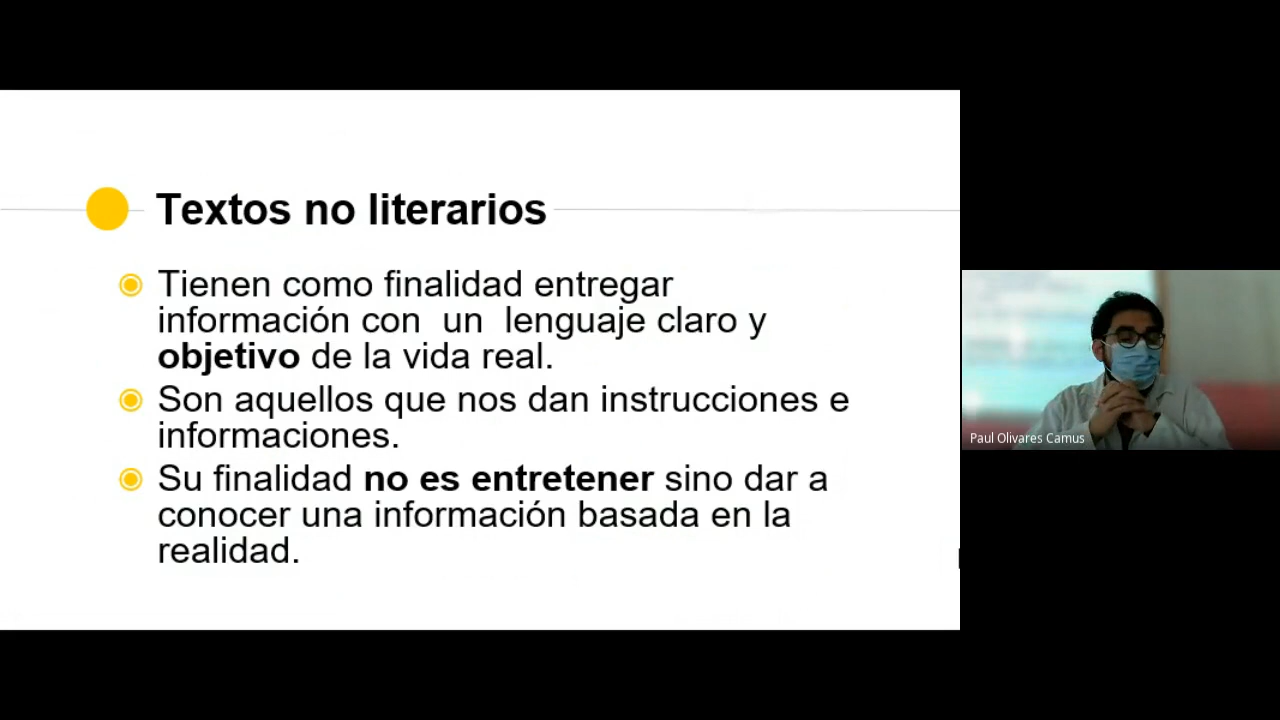 Textos no literarios
Tienen como finalidad entregar
información con un lenguaje claro y
objetivo de la vida real.
Son aquellos que nos dan instrucciones e
informaciones.
Su finalidad no es entretener sino dar a
conocer una información basada en la
realidad.
Paul Olivares Camus